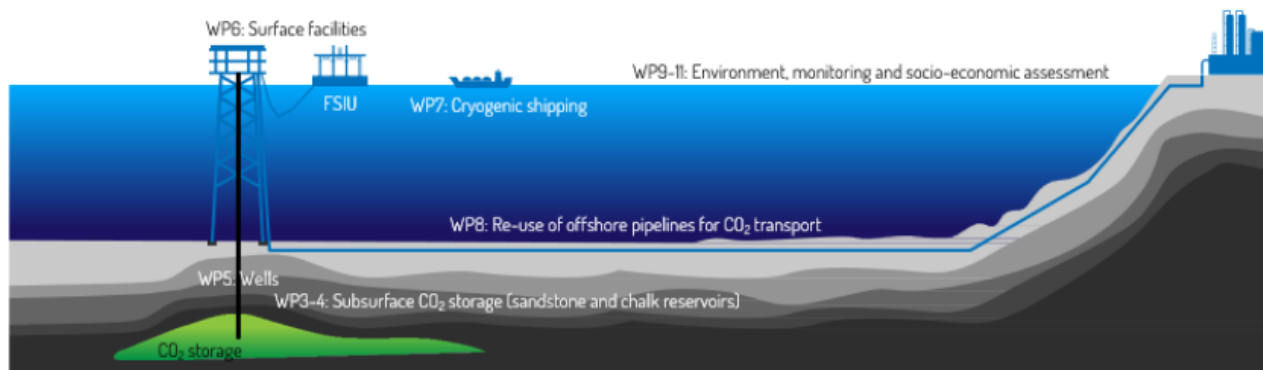 WP6: Surface facilities
WP9-11: Environment, monitoring and socio-economic assessment
FSIU
WP7: Cryogenic shipping
WP8: Re-use of offshore pipelines for CO₂ transport
WP5: Wells
WP3-4: Subsurface CO₂ storage (sandstone and chalk reservoirs)
CO₂ storage